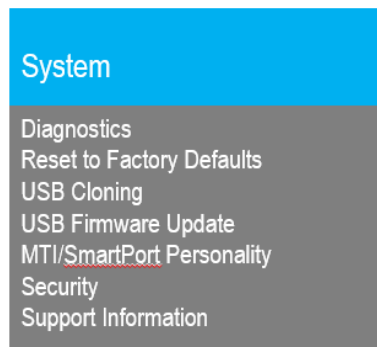 System
Diagnostics
Reset to Factory Defaults
USB Cloning
USB Firmware Update
MTI/SmartPort Personality
Security
Support Information